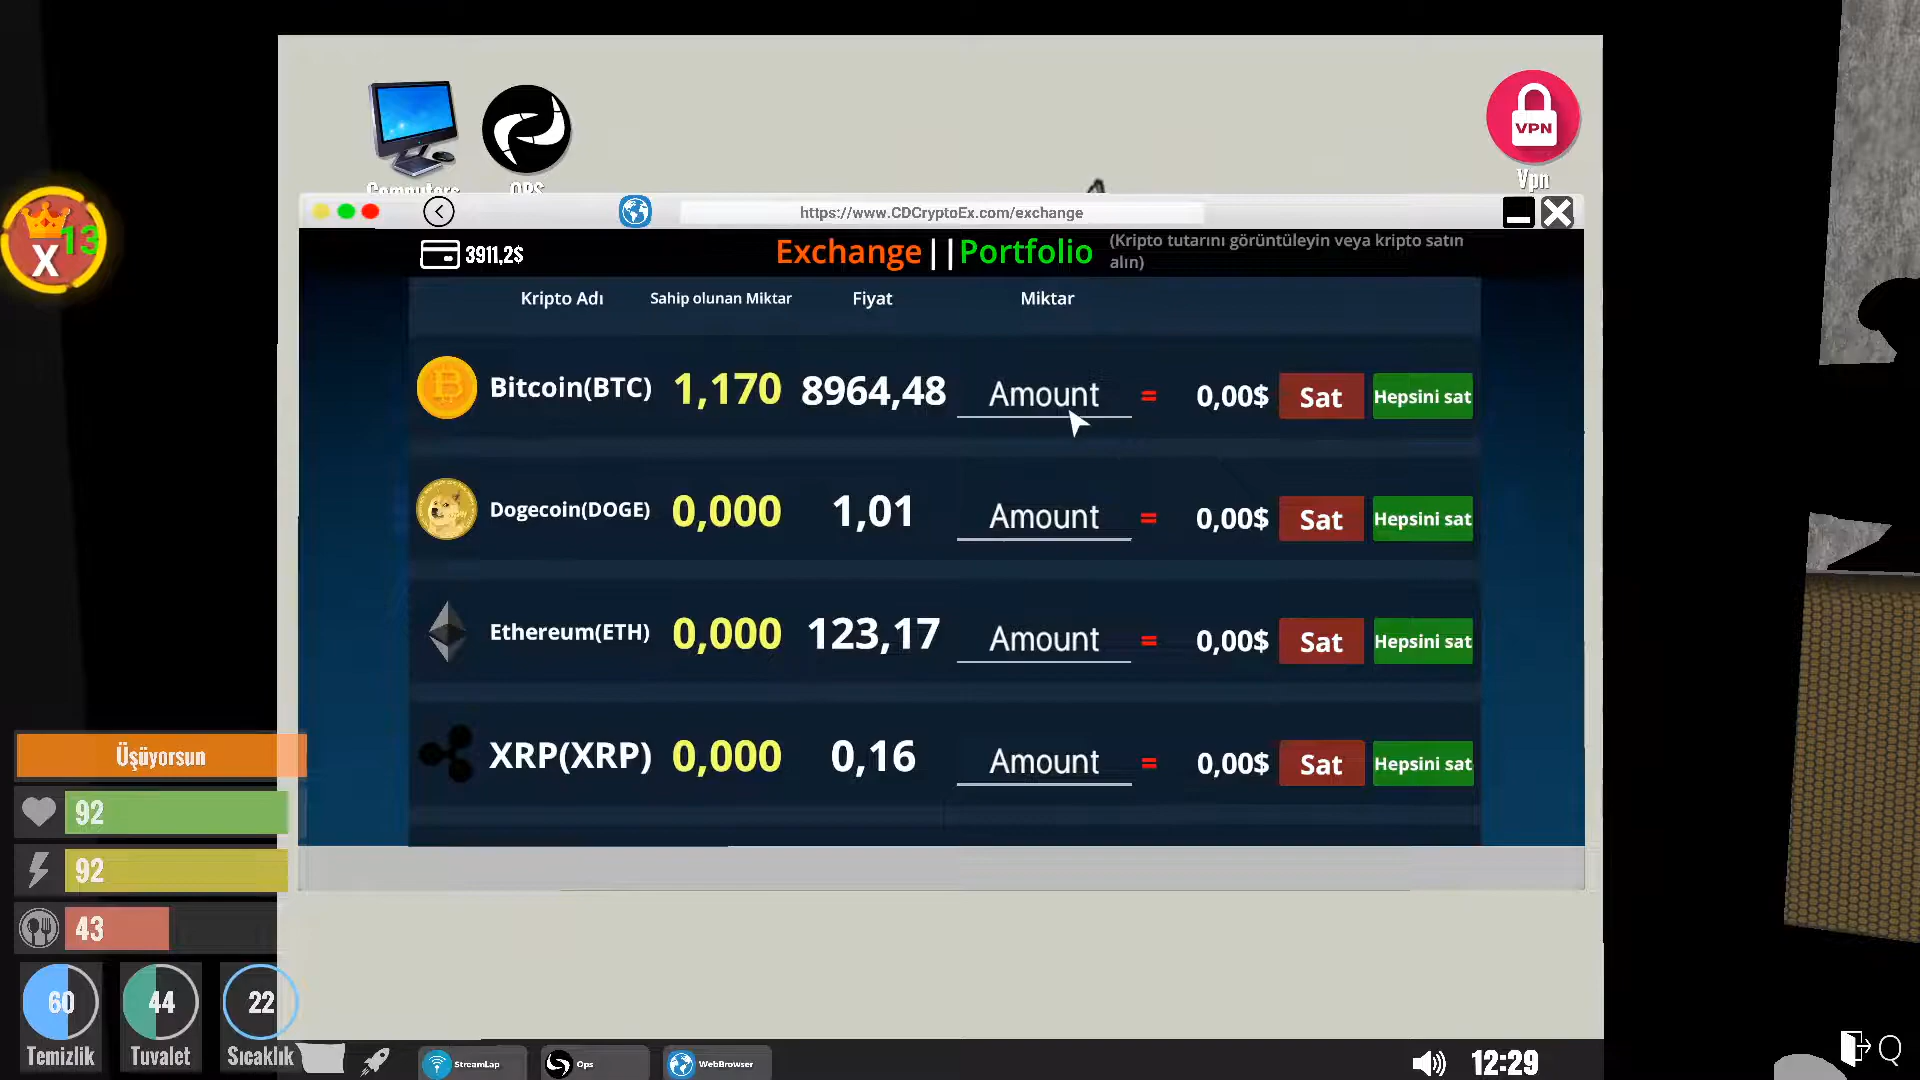 VPN
Vpn
X13
https://www.CDCryptoEx.com/exchange
3911,2$
Exchange || Portfolio
(Kripto tutarını görüntüleyin veya kripto satın
alın)
Kripto Adı Sahip olunan Miktar Fiyat Miktar
Bitcoin(BTC) 1,170 8964,48 Amount = 0,00$ Sat Hepsini sat
Dogecoin(DOGE) 0,000 1,01 Amount = 0,00$ Sat Hepsini sat
Ethereum(ETH) 0,000 123,17 Amount = 0,00$ Sat Hepsini sat
XRP(XRP) 0,000 0,16 Amount = 0,00$ Sat Hepsini sat
Üşüyorsun
92
92
43
60 44 22
Temizlik Tuvalet Sıcaklık
StreamLap Ops WebBrowser
12:29
Q